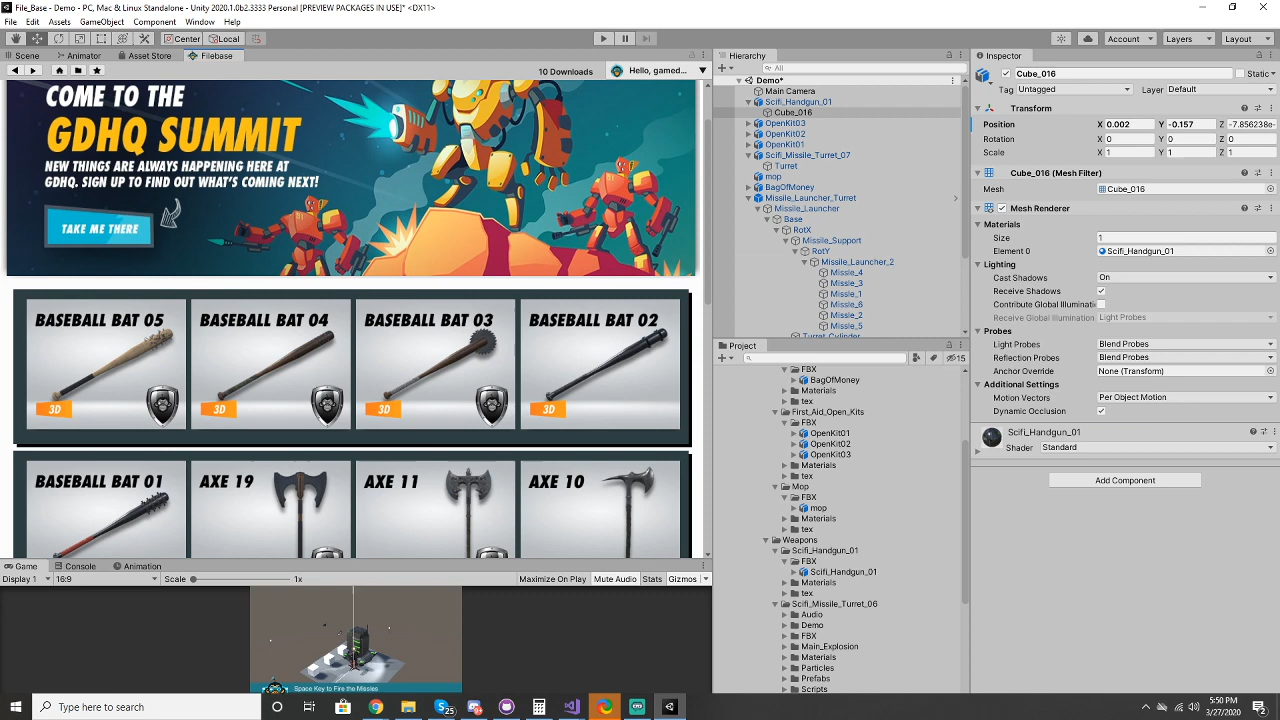 File_Base - Demo - PC, Mac & Linux Standalone - Unity 2020.1.0b2.3333 Personal [PREVIEW PACKAGES IN USE]* <DX11>
File Edit Assets GameObject Component Window Help
Center Local Account Layers Layout
Scene Animator Asset Store Filebase
10 Downloads Hello, gamed...
COME TO THE
GDHQ SUMMIT
NEW THINGS ARE ALWAYS HAPPENING HERE AT
GDHQ. SIGN UP TO FIND OUT WHAT'S COMING NEXT!
TAKE ME THERE
BASEBALL BAT 05 BASEBALL BAT 04 BASEBALL BAT 03 BASEBALL BAT 02
3D 3D 3D 3D
BASEBALL BAT 01 AXE 19 AXE 11 AXE 10
Game Console Animation
Display 1 16:9 Scale 1x Maximize On Play Mute Audio Stats Gizmos
Space Key to Fire the Missles
Hierarchy
All
Demo*
Main Camera
Scifi_Handgun_01
Cube_016
OpenKit03
OpenKit02
OpenKit01
Scifi_Missile_Turret_07
Turret
mop
BagOfMoney
Missile_Launcher_Turret
Missile_Launcher
Base
RotX
Missile_Support
RotY
Missile_Launcher_2
Missle_4
Missle_3
Missle_1
Missle_6
Missle_2
Missle_5
Turret_Cylinder
Project
15
FBX
BagOfMoney
Materials
tex
First_Aid_Open_Kits
FBX
OpenKit01
OpenKit02
OpenKit03
Materials
tex
Mop
FBX
mop
Materials
tex
Weapons
Scifi_Handgun_01
FBX
Scifi_Handgun_01
Materials
tex
Scifi_Missile_Turret_06
Audio
Demo
FBX
Main_Explosion
Materials
Particles
Prefabs
Scripts
Inspector
Cube_016 Static
Tag Untagged Layer Default
Transform
Position X 0.002 Y -0.157 Z -7.856238e-
Rotation X 0 Y 0 Z 0
Scale X 1 Y 1 Z 1
Cube_016 (Mesh Filter)
Mesh Cube_016
Mesh Renderer
Materials
Size 1
Element 0 Scifi_Handgun_01
Lighting
Cast Shadows On
Receive Shadows
Contribute Global Illuminati
Receive Global Illumination Light Probes
Probes
Light Probes Blend Probes
Reflection Probes Blend Probes
Anchor Override None (Transform)
Additional Settings
Motion Vectors Per Object Motion
Dynamic Occlusion
Scifi_Handgun_01
Shader Standard
Add Component
Type here to search
25
5:50 PM
3/27/2020
2